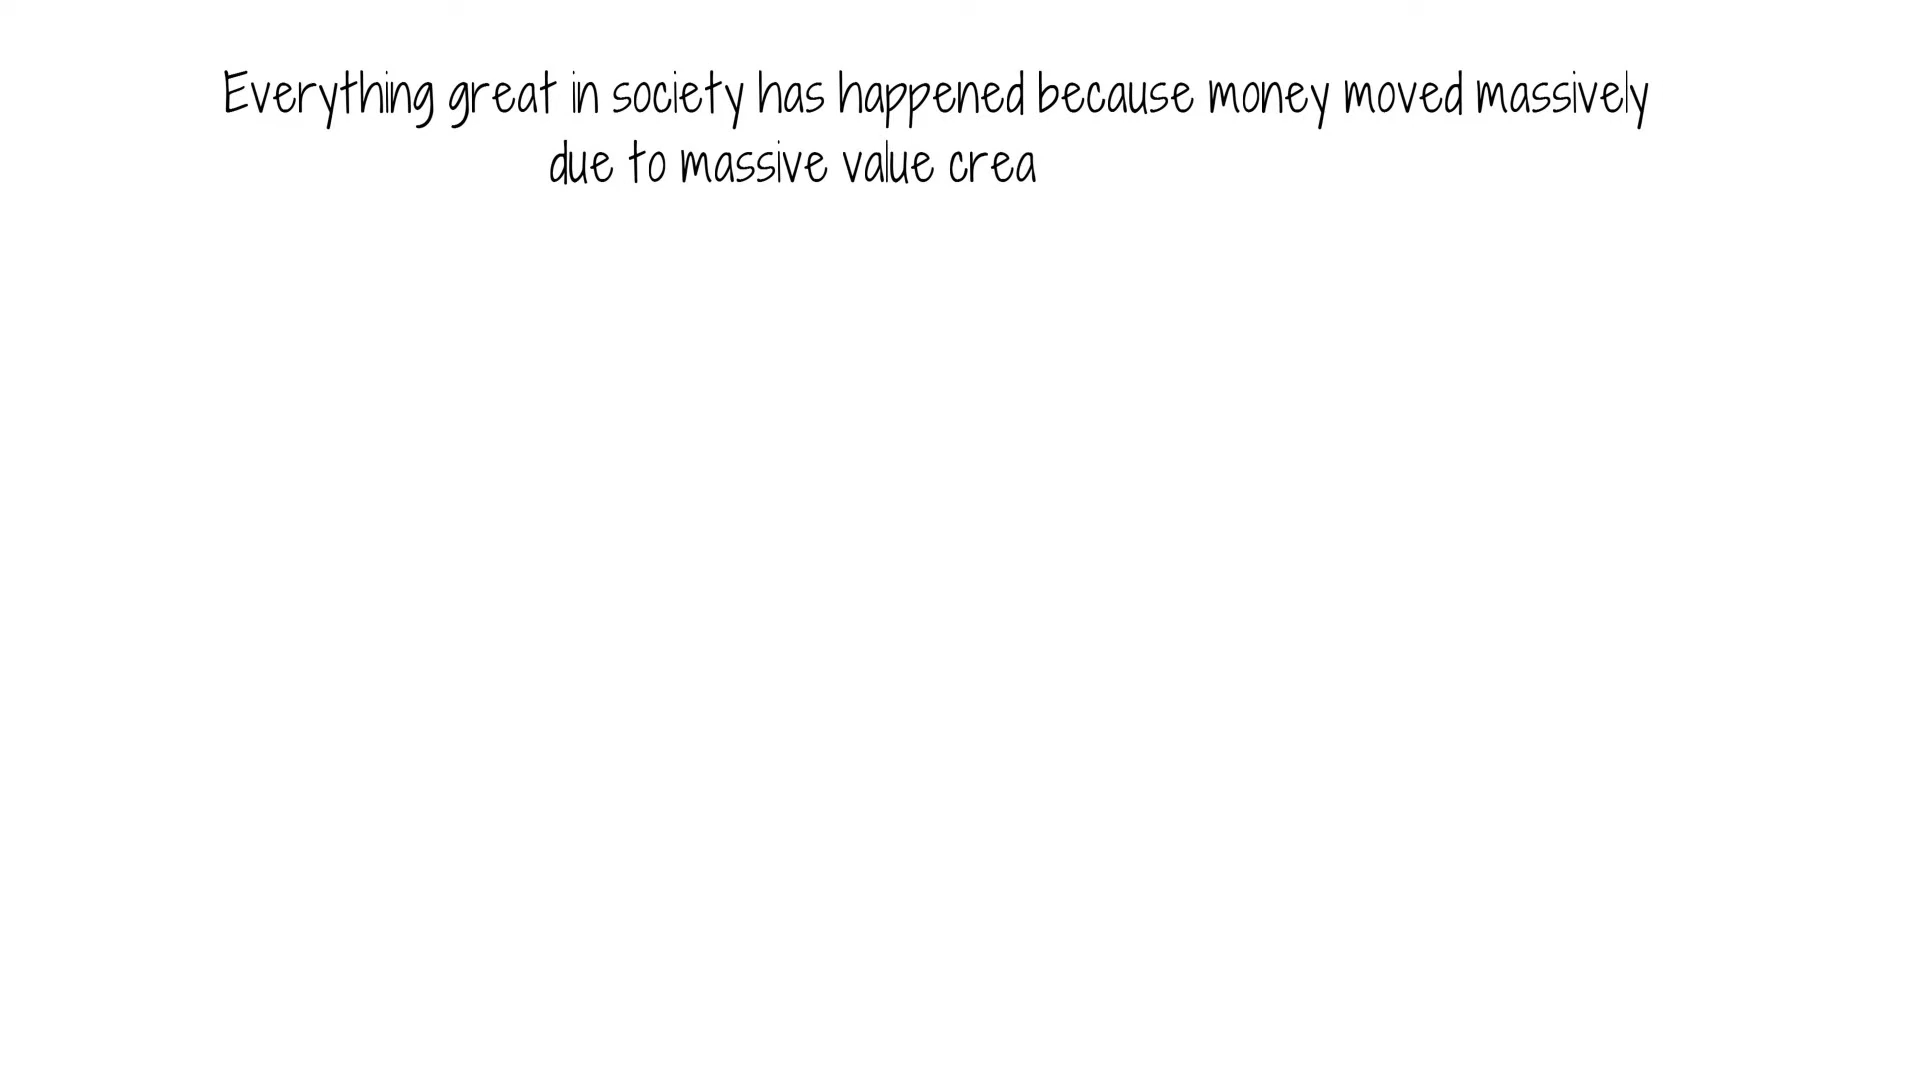 Everything great in society has happened because money moved massively
due to massive value crea